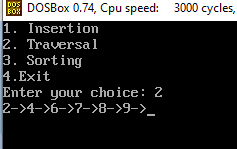 DOSBox 0.74, Cpu speed:    3000 cycles,
1. Insertion
2. Traversal
3. Sorting
4.Exit
Enter your choice: 2
2->4->6->7->8->9->_